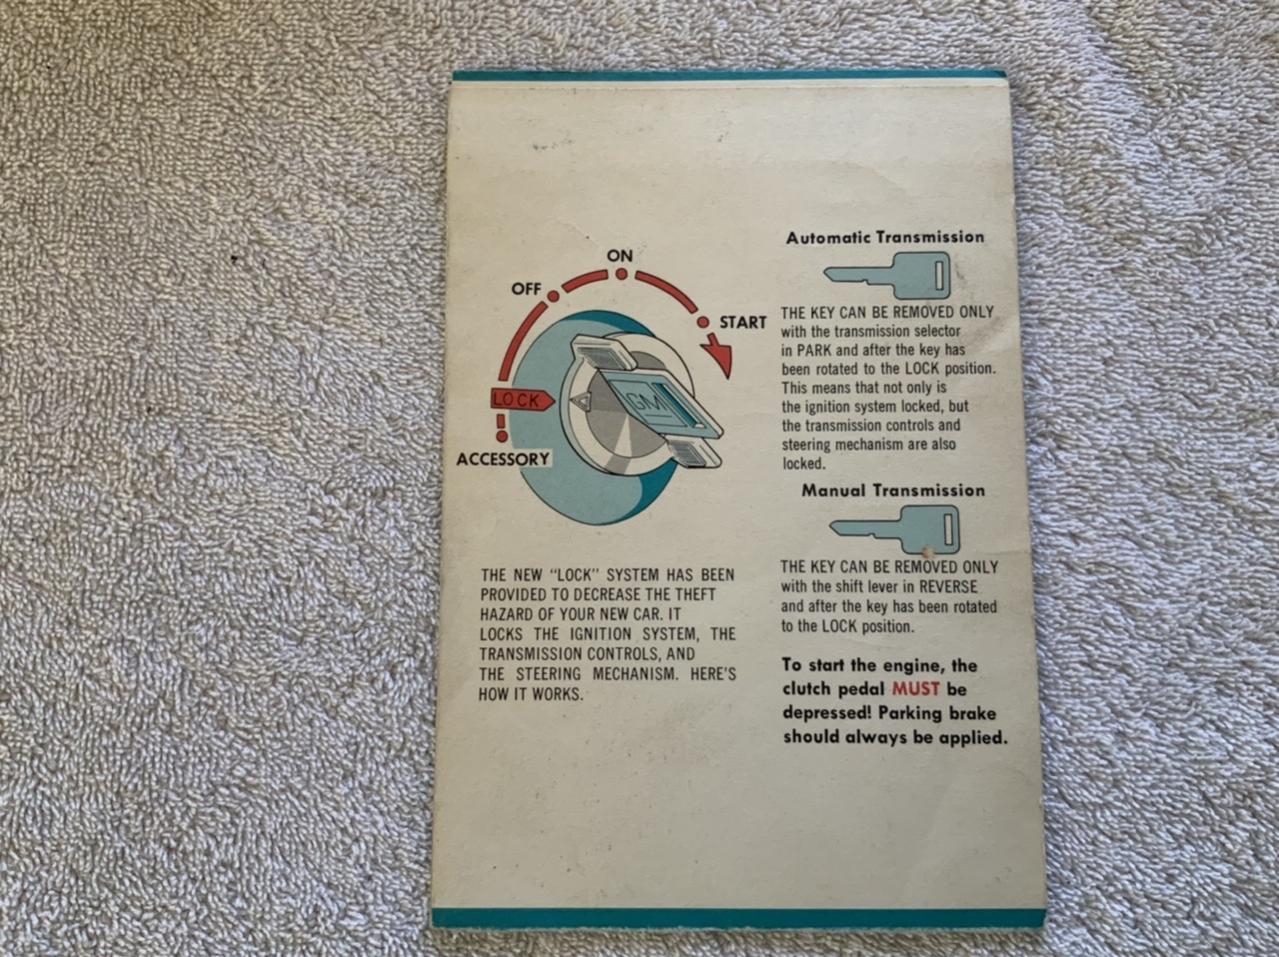 ON
OFF
START
LOCK
GM
ACCESSORY
THE NEW "LOCK" SYSTEM HAS BEEN
PROVIDED TO DECREASE THE THEFT
HAZARD OF YOUR NEW CAR. IT
LOCKS THE IGNITION SYSTEM, THE
TRANSMISSION CONTROLS, AND
THE STEERING MECHANISM. HERE'S
HOW IT WORKS.
Automatic Transmission
THE KEY CAN BE REMOVED ONLY
with the transmission selector
in PARK and after the key has
been rotated to the LOCK position.
This means that not only is
the ignition system locked, but
the transmission controls and
steering mechanism are also
locked.
Manual Transmission
THE KEY CAN BE REMOVED ONLY
with the shift lever in REVERSE
and after the key has been rotated
to the LOCK position.
To start the engine, the
clutch pedal MUST be
depressed! Parking brake
should always be applied.